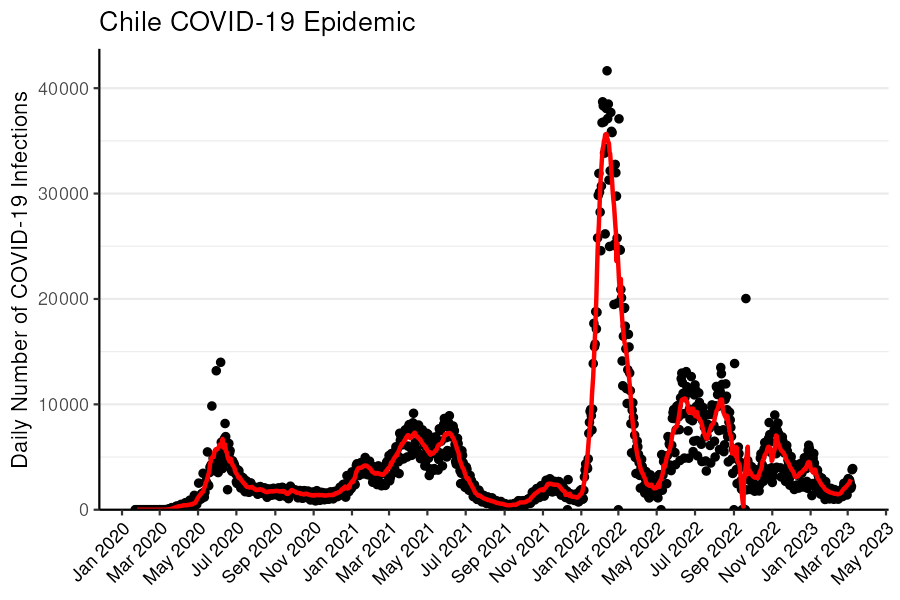 Chile COVID-19 Epidemic
Daily Number of COVID-19 Infections
40000
30000
20000
10000
0
Jan 2020
Mar 2020
May 2020
Jul 2020
Sep 2020
Nov 2020
Jan 2021
Mar 2021
May 2021
Jul 2021
Sep 2021
Nov 2021
Jan 2022
Mar 2022
May 2022
Jul 2022
Sep 2022
Nov 2022
Jan 2023
Mar 2023
May 2023